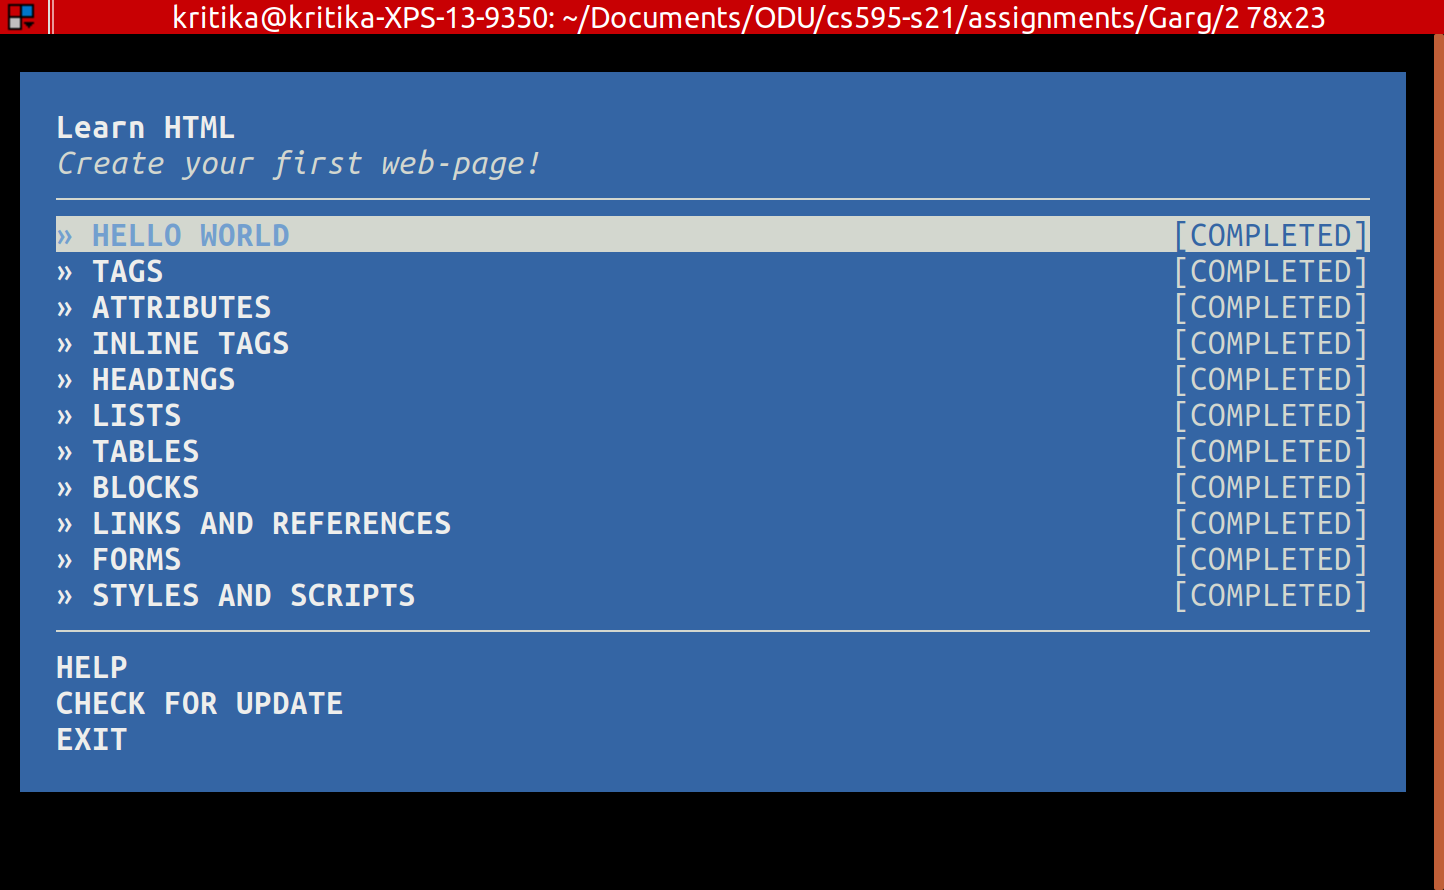 kritika@kritika-XPS-13-9350: ~/Documents/ODU/cs595-s21/assignments/Garg/2 78x23
Learn HTML
Create your first web-page!
» HELLO WORLD [COMPLETED]
» TAGS [COMPLETED]
» ATTRIBUTES [COMPLETED]
» INLINE TAGS [COMPLETED]
» HEADINGS [COMPLETED]
» LISTS [COMPLETED]
» TABLES [COMPLETED]
» BLOCKS [COMPLETED]
» LINKS AND REFERENCES [COMPLETED]
» FORMS [COMPLETED]
» STYLES AND SCRIPTS [COMPLETED]
HELP
CHECK FOR UPDATE
EXIT